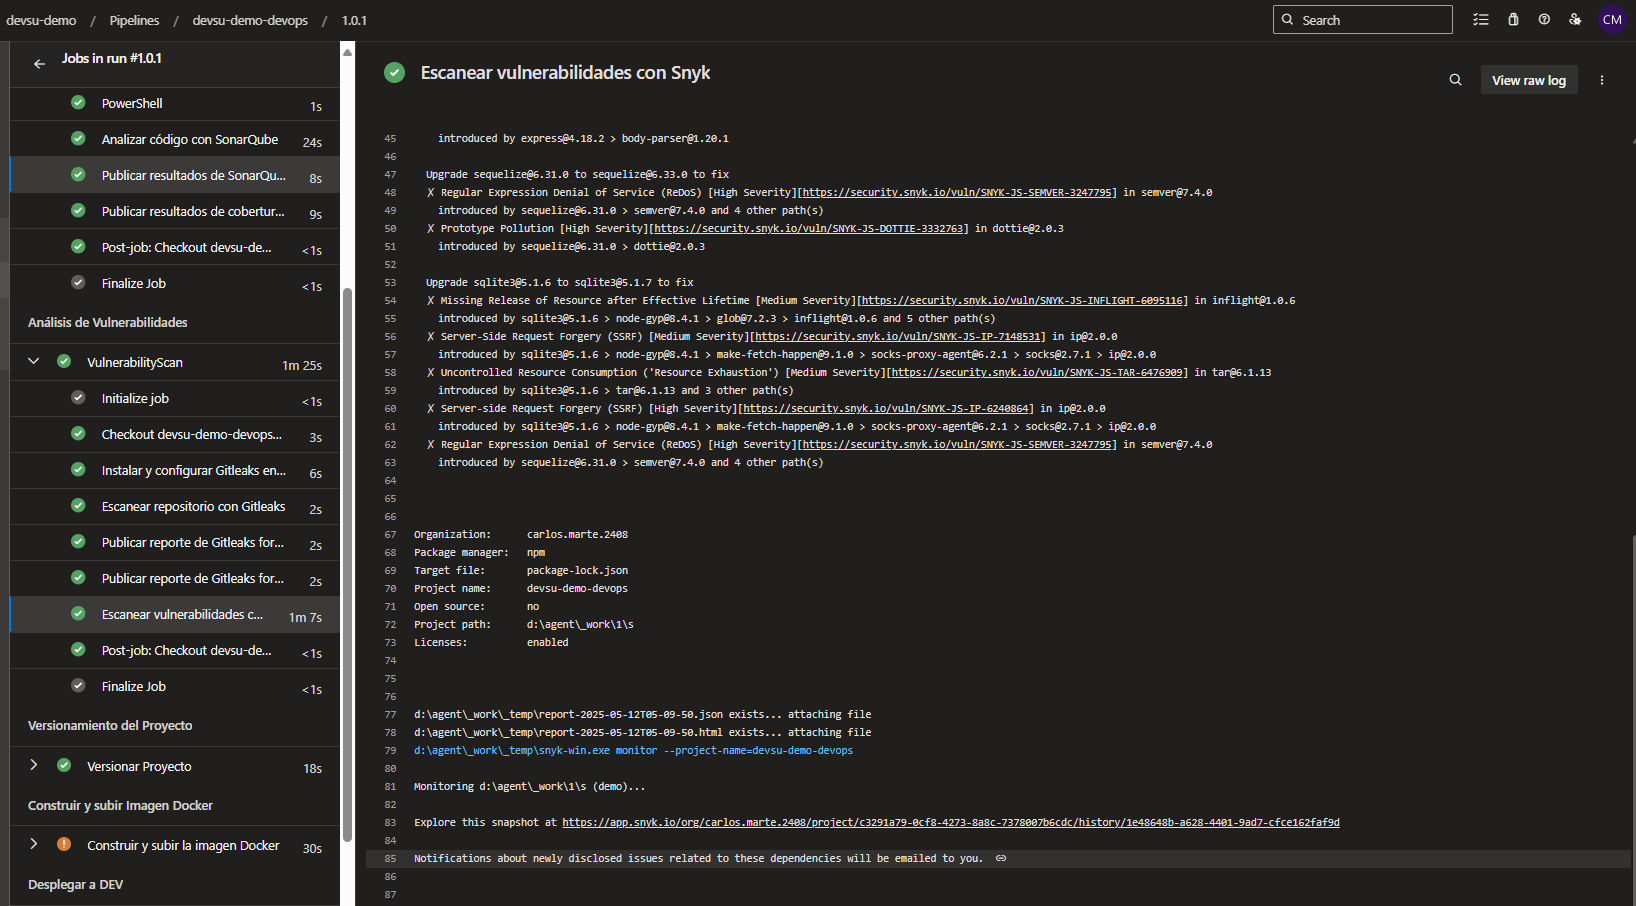 devsu-demo / Pipelines / devsu-demo-devops / 1.0.1
Search
CM
Jobs in run #1.0.1
PowerShell 1s
Analizar código con SonarQube 24s
Publicar resultados de SonarQu... 8s
Publicar resultados de cobertur... 9s
Post-job: Checkout devsu-de... <1s
Finalize Job <1s
Análisis de Vulnerabilidades
VulnerabilityScan 1m 25s
Initialize job <1s
Checkout devsu-demo-devops... 3s
Instalar y configurar Gitleaks en... 6s
Escanear repositorio con Gitleaks 2s
Publicar reporte de Gitleaks for... 2s
Publicar reporte de Gitleaks for... 2s
Escanear vulnerabilidades c... 1m 7s
Post-job: Checkout devsu-de... <1s
Finalize Job <1s
Versionamiento del Proyecto
Versionar Proyecto 18s
Construir y subir Imagen Docker
Construir y subir la imagen Docker 30s
Desplegar a DEV
Escanear vulnerabilidades con Snyk
View raw log
45 introduced by express@4.18.2 > body-parser@1.20.1
46
47 Upgrade sequelize@6.31.0 to sequelize@6.33.0 to fix
48 ✗ Regular Expression Denial of Service (ReDoS) [High Severity][https://security.snyk.io/vuln/SNYK-JS-SEMVER-3247795] in semver@7.4.0
49 introduced by sequelize@6.31.0 > semver@7.4.0 and 4 other path(s)
50 ✗ Prototype Pollution [High Severity][https://security.snyk.io/vuln/SNYK-JS-DOTTIE-3332763] in dottie@2.0.3
51 introduced by sequelize@6.31.0 > dottie@2.0.3
52
53 Upgrade sqlite3@5.1.6 to sqlite3@5.1.7 to fix
54 ✗ Missing Release of Resource after Effective Lifetime [Medium Severity][https://security.snyk.io/vuln/SNYK-JS-INFLIGHT-6095116] in inflight@1.0.6
55 introduced by sqlite3@5.1.6 > node-gyp@8.4.1 > glob@7.2.3 > inflight@1.0.6 and 5 other path(s)
56 ✗ Server-Side Request Forgery (SSRF) [Medium Severity][https://security.snyk.io/vuln/SNYK-JS-IP-7148531] in ip@2.0.0
57 introduced by sqlite3@5.1.6 > node-gyp@8.4.1 > make-fetch-happen@9.1.0 > socks-proxy-agent@6.2.1 > socks@2.7.1 > ip@2.0.0
58 ✗ Uncontrolled Resource Consumption ('Resource Exhaustion') [Medium Severity][https://security.snyk.io/vuln/SNYK-JS-TAR-6476909] in tar@6.1.13
59 introduced by sqlite3@5.1.6 > tar@6.1.13 and 3 other path(s)
60 ✗ Server-side Request Forgery (SSRF) [High Severity][https://security.snyk.io/vuln/SNYK-JS-IP-6240864] in ip@2.0.0
61 introduced by sqlite3@5.1.6 > node-gyp@8.4.1 > make-fetch-happen@9.1.0 > socks-proxy-agent@6.2.1 > socks@2.7.1 > ip@2.0.0
62 ✗ Regular Expression Denial of Service (ReDoS) [High Severity][https://security.snyk.io/vuln/SNYK-JS-SEMVER-3247795] in semver@7.4.0
63 introduced by sequelize@6.31.0 > semver@7.4.0 and 4 other path(s)
64
65
66
67 Organization: carlos.marte.2408
68 Package manager: npm
69 Target file: package-lock.json
70 Project name: devsu-demo-devops
71 Open source: no
72 Project path: d:\agent\_work\1\s
73 Licenses: enabled
74
75
76
77 d:\agent\_work\_temp\report-2025-05-12T05-09-50.json exists... attaching file
78 d:\agent\_work\_temp\report-2025-05-12T05-09-50.html exists... attaching file
79 d:\agent\_work\_temp\snyk-win.exe monitor --project-name=devsu-demo-devops
80
81 Monitoring d:\agent\_work\1\s (demo)...
82
83 Explore this snapshot at https://app.snyk.io/org/carlos.marte.2408/project/c3291a79-0cf8-4273-8a8c-7378007b6cdc/history/1e48648b-a628-4401-9ad7-cfce162faf9d
84
85 Notifications about newly disclosed issues related to these dependencies will be emailed to you.
86
87